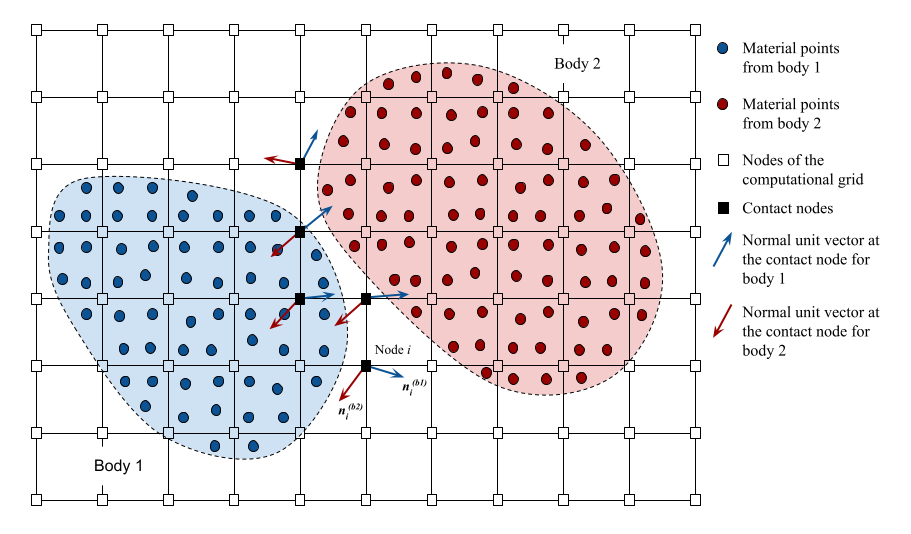 Body 2
Material points
from body 1
Material points
from body 2
Nodes of the
computational grid
Contact nodes
Normal unit vector at
the contact node for
body 1
Normal unit vector at
the contact node for
body 2
Node i
n_i^(b1)
n_i^(b2)
Body 1